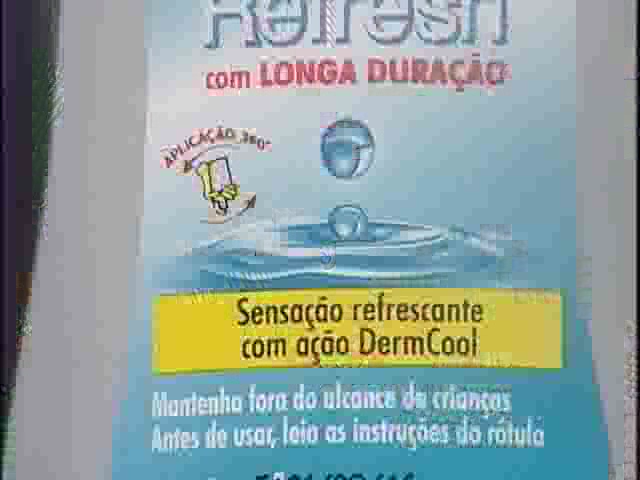 Refresh
com LONGA DURAÇÃO
APLICAÇÃO 360°
Sensação refrescante
com ação DermCool
Mantenha fora do alcance de crianças
Antes de usar, leia as instruções do rótulo